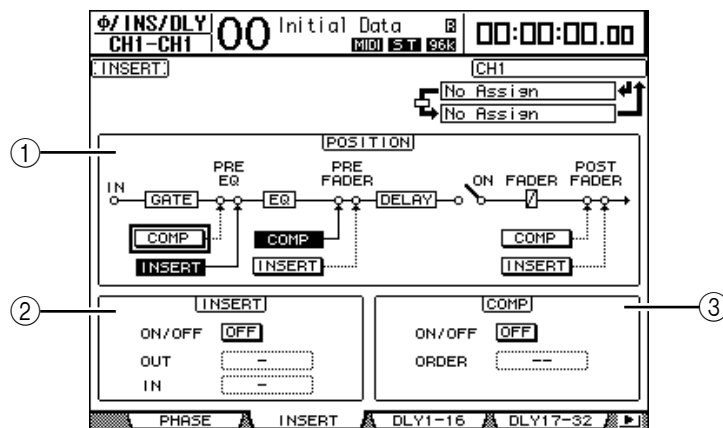 Φ/INS/DLY
CH1-CH1
00
Initial Data
R
MIDI ST 96K
00:00:00.00
INSERT
CH1
No Assign
No Assign
1
POSITION
IN
GATE
PRE EQ
EQ
PRE FADER
DELAY
ON
FADER
POST FADER
COMP
COMP
COMP
INSERT
INSERT
INSERT
2
INSERT
ON/OFF OFF
OUT -
IN -
3
COMP
ON/OFF OFF
ORDER --
PHASE
INSERT
DLY1-16
DLY17-32